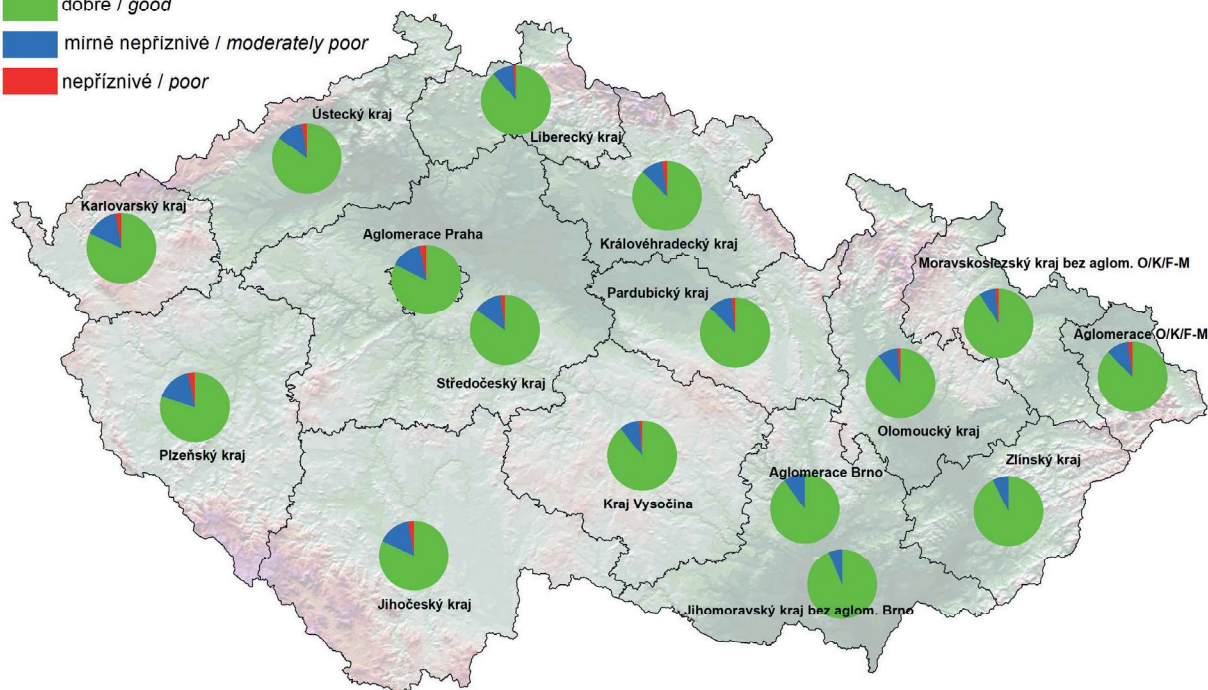 dobré / good
mírně nepříznivé / moderately poor
nepříznivé / poor
Ústecký kraj
Liberecký kraj
Karlovarský kraj
Aglomerace Praha
Královéhradecký kraj
Moravskoslezský kraj bez aglom. O/K/F-M
Pardubický kraj
Aglomerace O/K/F-M
Středočeský kraj
Olomoucký kraj
Plzeňský kraj
Zlínský kraj
Aglomerace Brno
Kraj Vysočina
Jihočeský kraj
Jihomoravský kraj bez aglom. Brno